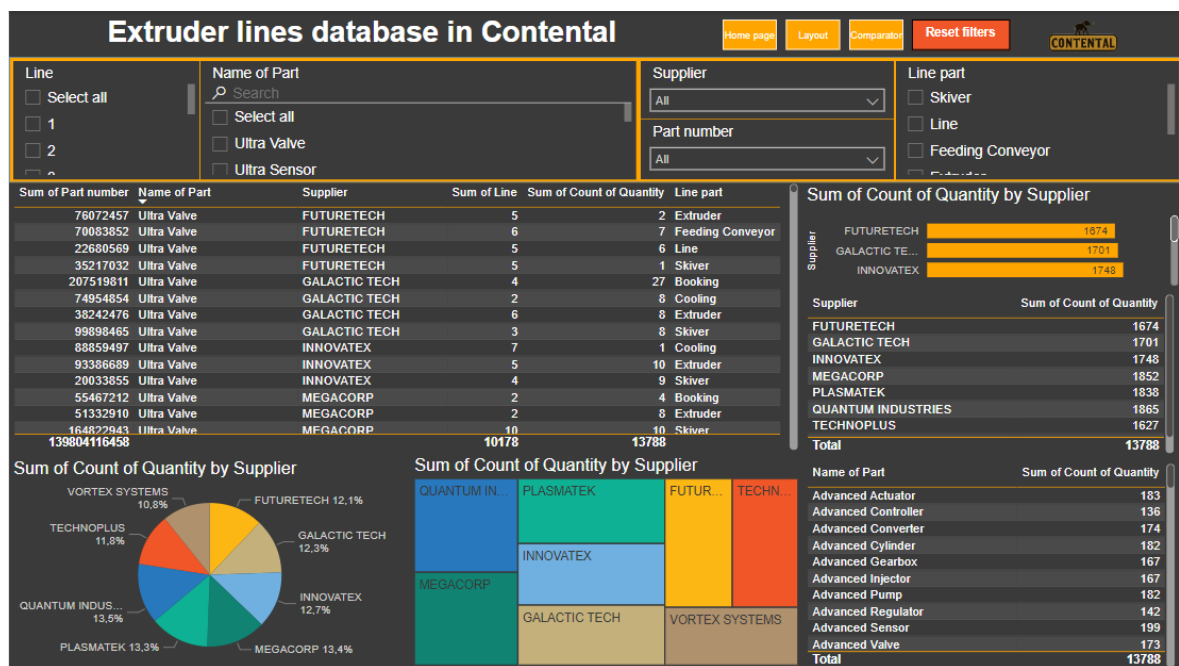 Extruder lines database in Contental
Home page
Layout
Comparator
Reset filters
CONTENTAL
Line
Select all
1
2
Name of Part
Search
Select all
Ultra Valve
Ultra Sensor
Supplier
All
Part number
All
Line part
Skiver
Line
Feeding Conveyor
Extruder
Sum of Part number Name of Part Supplier Sum of Line Sum of Count of Quantity Line part
76072457 Ultra Valve FUTURETECH 5 2 Extruder
70083852 Ultra Valve FUTURETECH 6 7 Feeding Conveyor
22680569 Ultra Valve FUTURETECH 5 6 Line
35217032 Ultra Valve FUTURETECH 5 1 Skiver
207519811 Ultra Valve GALACTIC TECH 4 27 Booking
74954854 Ultra Valve GALACTIC TECH 2 8 Cooling
38242476 Ultra Valve GALACTIC TECH 6 8 Extruder
99898465 Ultra Valve GALACTIC TECH 3 8 Skiver
88859497 Ultra Valve INNOVATEX 7 1 Cooling
93386689 Ultra Valve INNOVATEX 5 10 Extruder
20033855 Ultra Valve INNOVATEX 4 9 Skiver
55467212 Ultra Valve MEGACORP 2 4 Booking
51332910 Ultra Valve MEGACORP 2 8 Extruder
164822943 Ultra Valve MEGACORP 10 10 Skiver
139804116458 10178 13788
Sum of Count of Quantity by Supplier
Supplier
FUTURETECH 1674
GALACTIC TE... 1701
INNOVATEX 1748
Supplier Sum of Count of Quantity
FUTURETECH 1674
GALACTIC TECH 1701
INNOVATEX 1748
MEGACORP 1852
PLASMATEK 1838
QUANTUM INDUSTRIES 1865
TECHNOPLUS 1627
Total 13788
Sum of Count of Quantity by Supplier
VORTEX SYSTEMS
10,8%
FUTURETECH 12,1%
TECHNOPLUS
11,8%
GALACTIC TECH
12,3%
INNOVATEX
12,7%
QUANTUM INDUS...
13,5%
PLASMATEK 13,3%
MEGACORP 13,4%
Sum of Count of Quantity by Supplier
QUANTUM IN...
PLASMATEK
FUTUR...
TECHN...
INNOVATEX
MEGACORP
GALACTIC TECH
VORTEX SYSTEMS
Name of Part Sum of Count of Quantity
Advanced Actuator 183
Advanced Controller 136
Advanced Converter 174
Advanced Cylinder 182
Advanced Gearbox 167
Advanced Injector 167
Advanced Pump 182
Advanced Regulator 142
Advanced Sensor 199
Advanced Valve 173
Total 13788